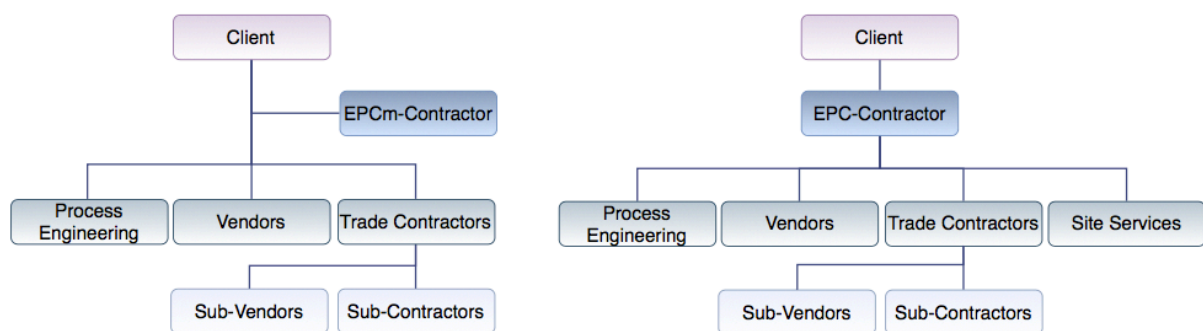 Client
EPCm-Contractor
Process
Engineering
Vendors
Trade Contractors
Sub-Vendors
Sub-Contractors
Client
EPC-Contractor
Process
Engineering
Vendors
Trade Contractors
Site Services
Sub-Vendors
Sub-Contractors